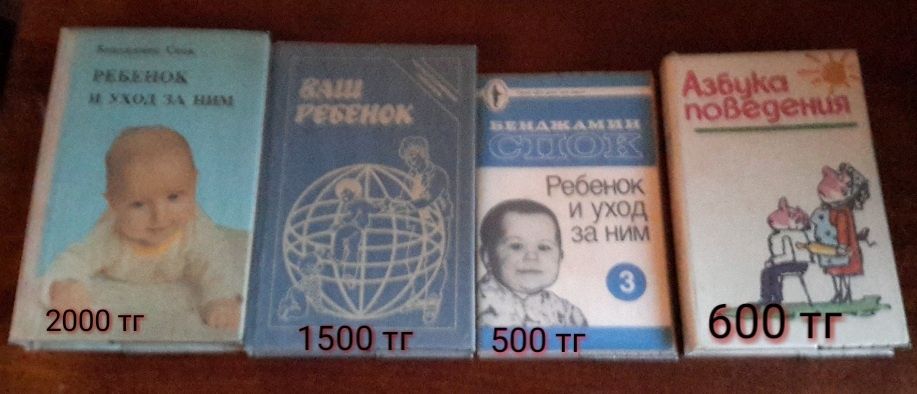 Бенджамин Спок
РЕБЕНОК
И УХОД ЗА НИМ
2000 тг
ВАШ
РЕБЕНОК
1500 тг
БЕНДЖАМИН
СПОК
Ребенок
и уход
за ним
3
500 тг
Азбука
поведения
600 тг